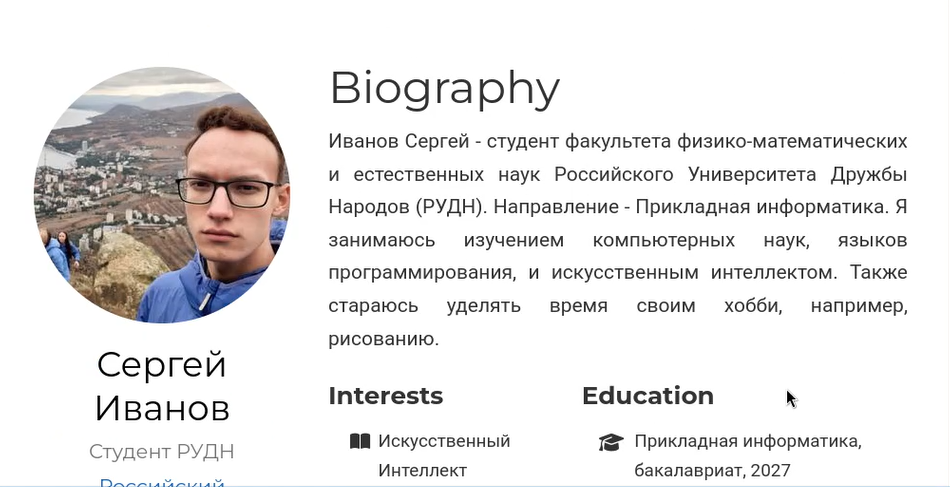 Biography
Иванов Сергей - студент факультета физико-математических
и естественных наук Российского Университета Дружбы
Народов (РУДН). Направление - Прикладная информатика. Я
занимаюсь изучением компьютерных наук, языков
программирования, и искусственным интеллектом. Также
стараюсь уделять время своим хобби, например,
рисованию.
Сергей
Иванов
Студент РУДН
Российский
Interests
Искусственный
Интеллект
Education
Прикладная информатика,
бакалавриат, 2027